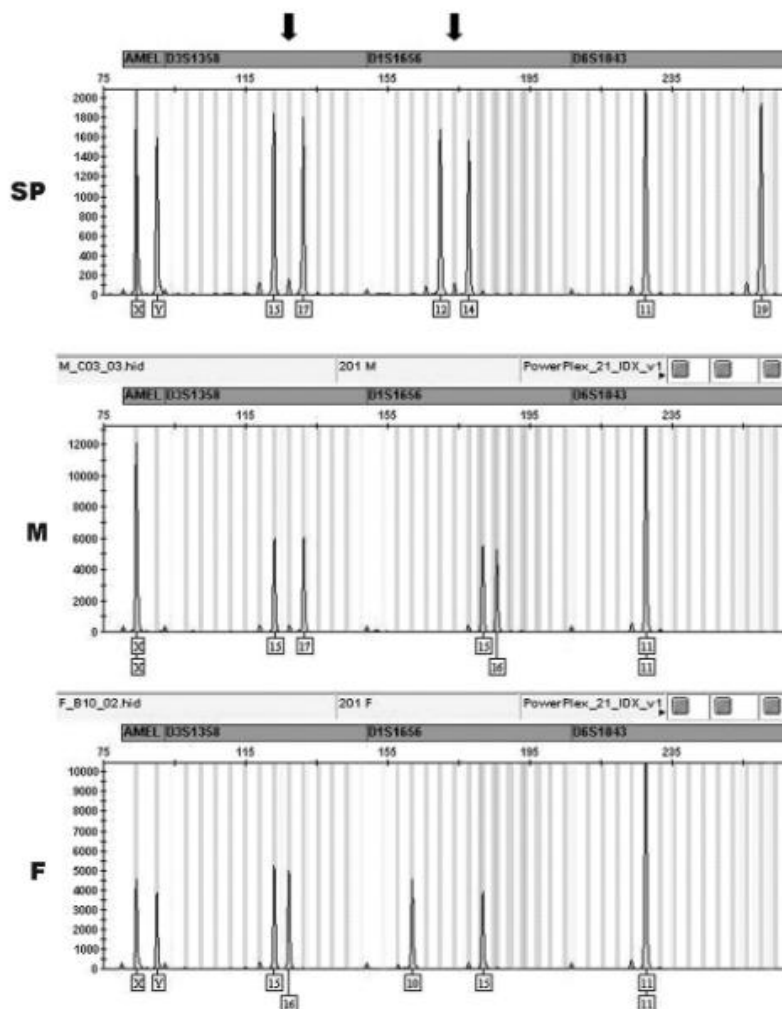 AMEL D3S1358 D1S1656 D6S1043
75 115 155 195 235
SP
2000
1800
1600
1400
1200
1000
800
600
400
200
0
X Y 15 17 12 14 11 19
M_C03_03.hid 201 M PowerPlex_21_IDX_v1
AMEL D3S1358 D1S1656 D6S1043
75 115 155 195 235
M
12000
10000
8000
6000
4000
2000
0
X 15 17 15 11
X 16 11
F_B10_02.hid 201 F PowerPlex_21_IDX_v1
AMEL D3S1358 D1S1656 D6S1043
75 115 155 195 235
F
10000
9000
8000
7000
6000
5000
4000
3000
2000
1000
0
X Y 15 10 15 11
16 11